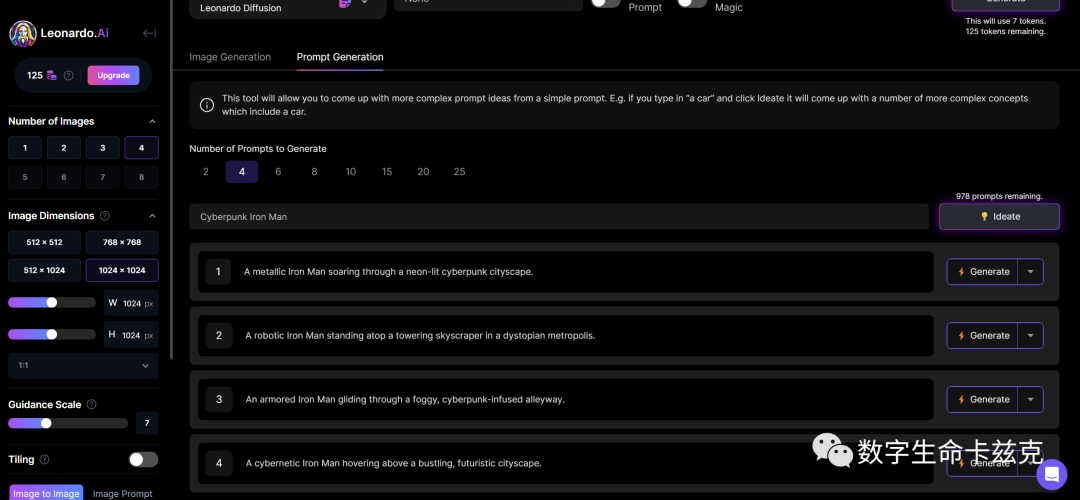 Leonardo Diffusion
None
Prompt
Magic
Generate
This will use 7 tokens.
125 tokens remaining.
Leonardo.Ai
125
Upgrade
Number of Images
1 2 3 4
5 6 7 8
Image Dimensions
512 × 512 768 × 768
512 × 1024 1024 × 1024
W 1024 px
H 1024 px
1:1
Guidance Scale
7
Tiling
Image to Image Image Prompt
Image Generation Prompt Generation
This tool will allow you to come up with more complex prompt ideas from a simple prompt. E.g. if you type in "a car" and click Ideate it will come up with a number of more complex concepts
which include a car.
Number of Prompts to Generate
2 4 6 8 10 15 20 25
978 prompts remaining.
Cyberpunk Iron Man
Ideate
1 A metallic Iron Man soaring through a neon-lit cyberpunk cityscape. Generate
2 A robotic Iron Man standing atop a towering skyscraper in a dystopian metropolis. Generate
3 An armored Iron Man gliding through a foggy, cyberpunk-infused alleyway. Generate
4 A cybernetic Iron Man hovering above a bustling, futuristic cityscape. Generate
数字生命卡兹克